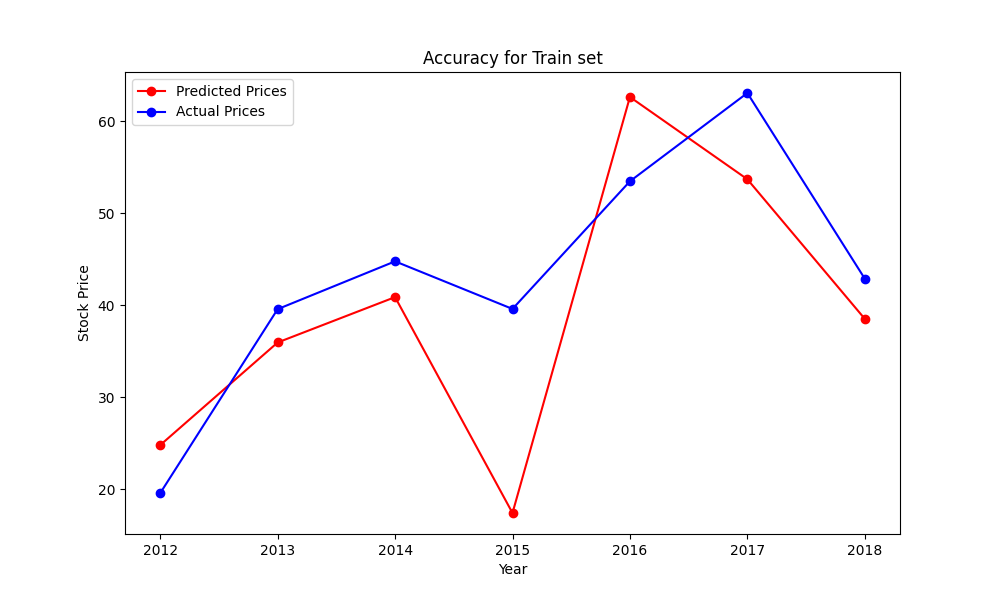 Accuracy for Train set
Predicted Prices
Actual Prices
Stock Price
60
50
40
30
20
2012 2013 2014 2015 2016 2017 2018
Year